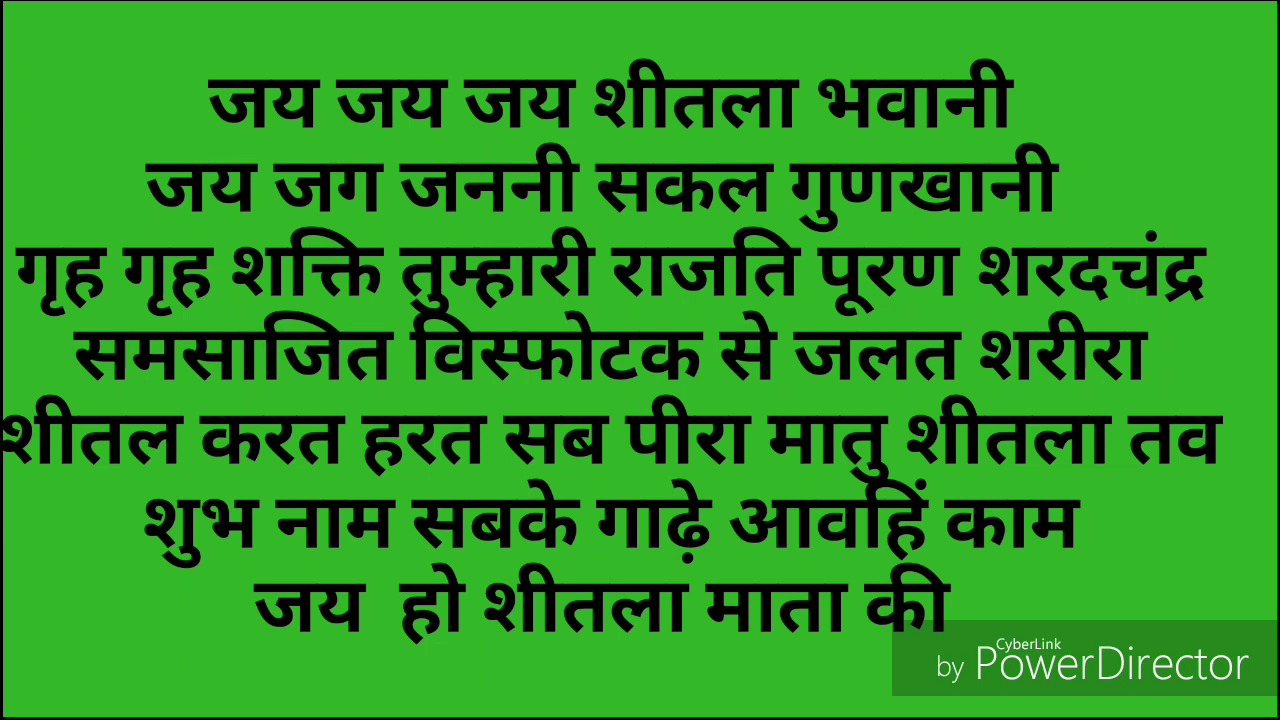 जय जय जय शीतला भवानी
जय जग जननी सकल गुणखानी
गृह गृह शक्ति तुम्हारी राजति पूरण शरदचंद्र
समसाजित विस्फोटक से जलत शरीरा
शीतल करत हरत सब पीरा मातु शीतला तव
शुभ नाम सबके गाढ़े आवहिं काम
जय हो शीतला माता की
CyberLink
by PowerDirector